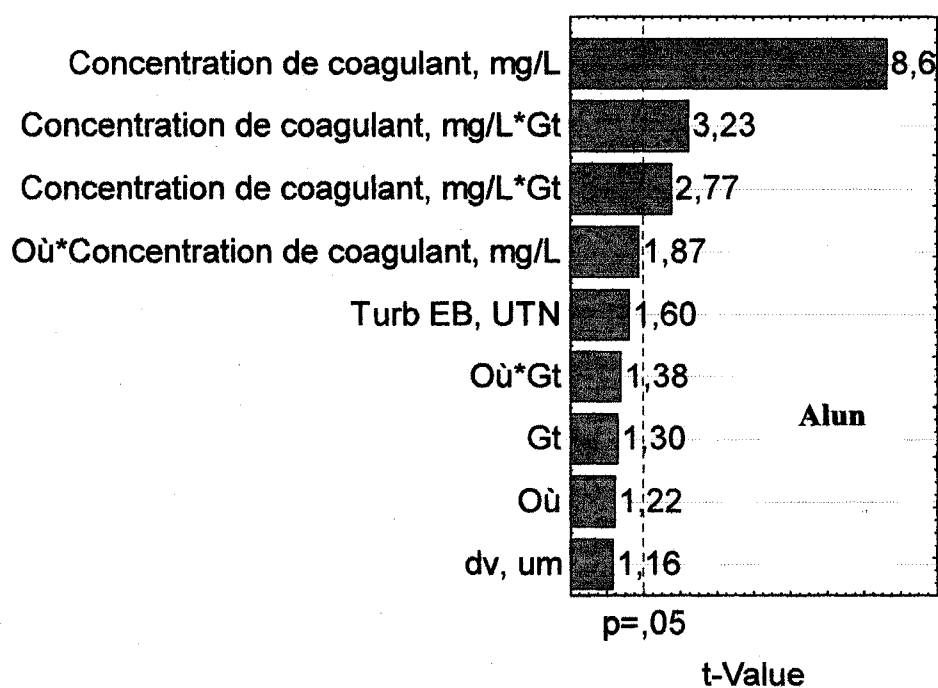 Concentration de coagulant, mg/L 8,6
Concentration de coagulant, mg/L*Gt 3,23
Concentration de coagulant, mg/L*Gt 2,77
Où*Concentration de coagulant, mg/L 1,87
Turb EB, UTN 1,60
Où*Gt 1,38
Alun
Gt 1,30
Où 1,22
dv, um 1,16
p=,05
t-Value